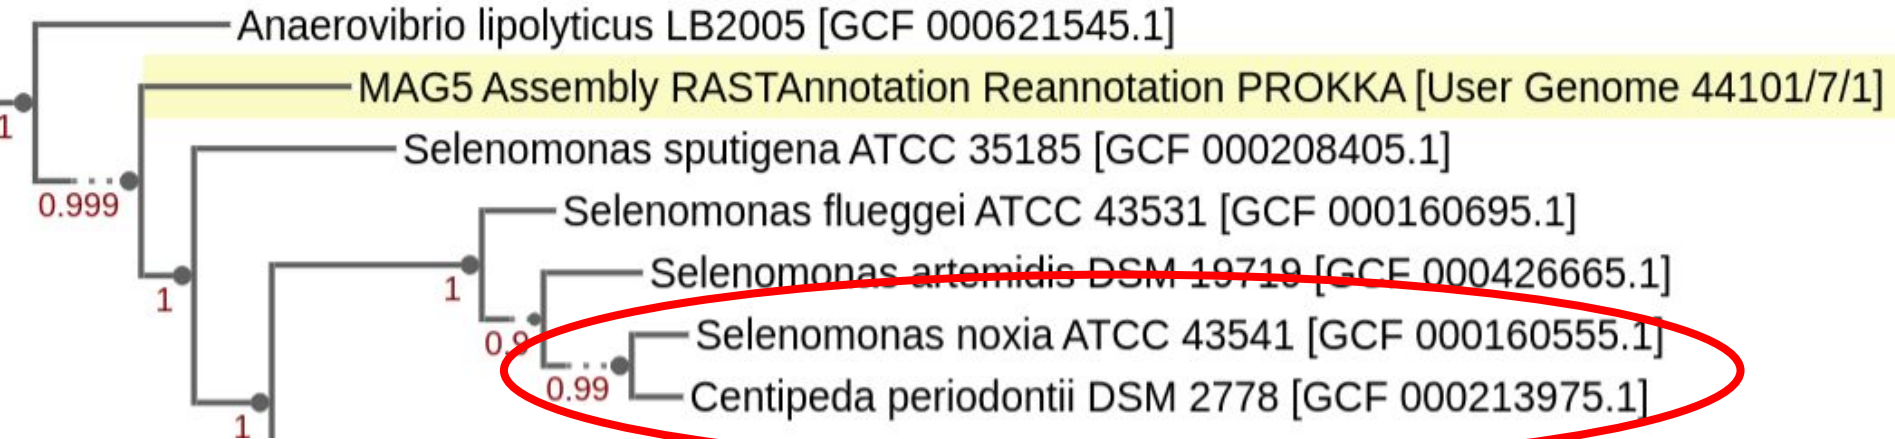 Anaerovibrio lipolyticus LB2005 [GCF 000621545.1]
MAG5 Assembly RASTAnnotation Reannotation PROKKA [User Genome 44101/7/1]
1
Selenomonas sputigena ATCC 35185 [GCF 000208405.1]
0.999
Selenomonas flueggei ATCC 43531 [GCF 000160695.1]
Selenomonas artemidis DSM 19719 [GCF 000426665.1]
1
1
Selenomonas noxia ATCC 43541 [GCF 000160555.1]
0.9
0.99
Centipeda periodontii DSM 2778 [GCF 000213975.1]
1